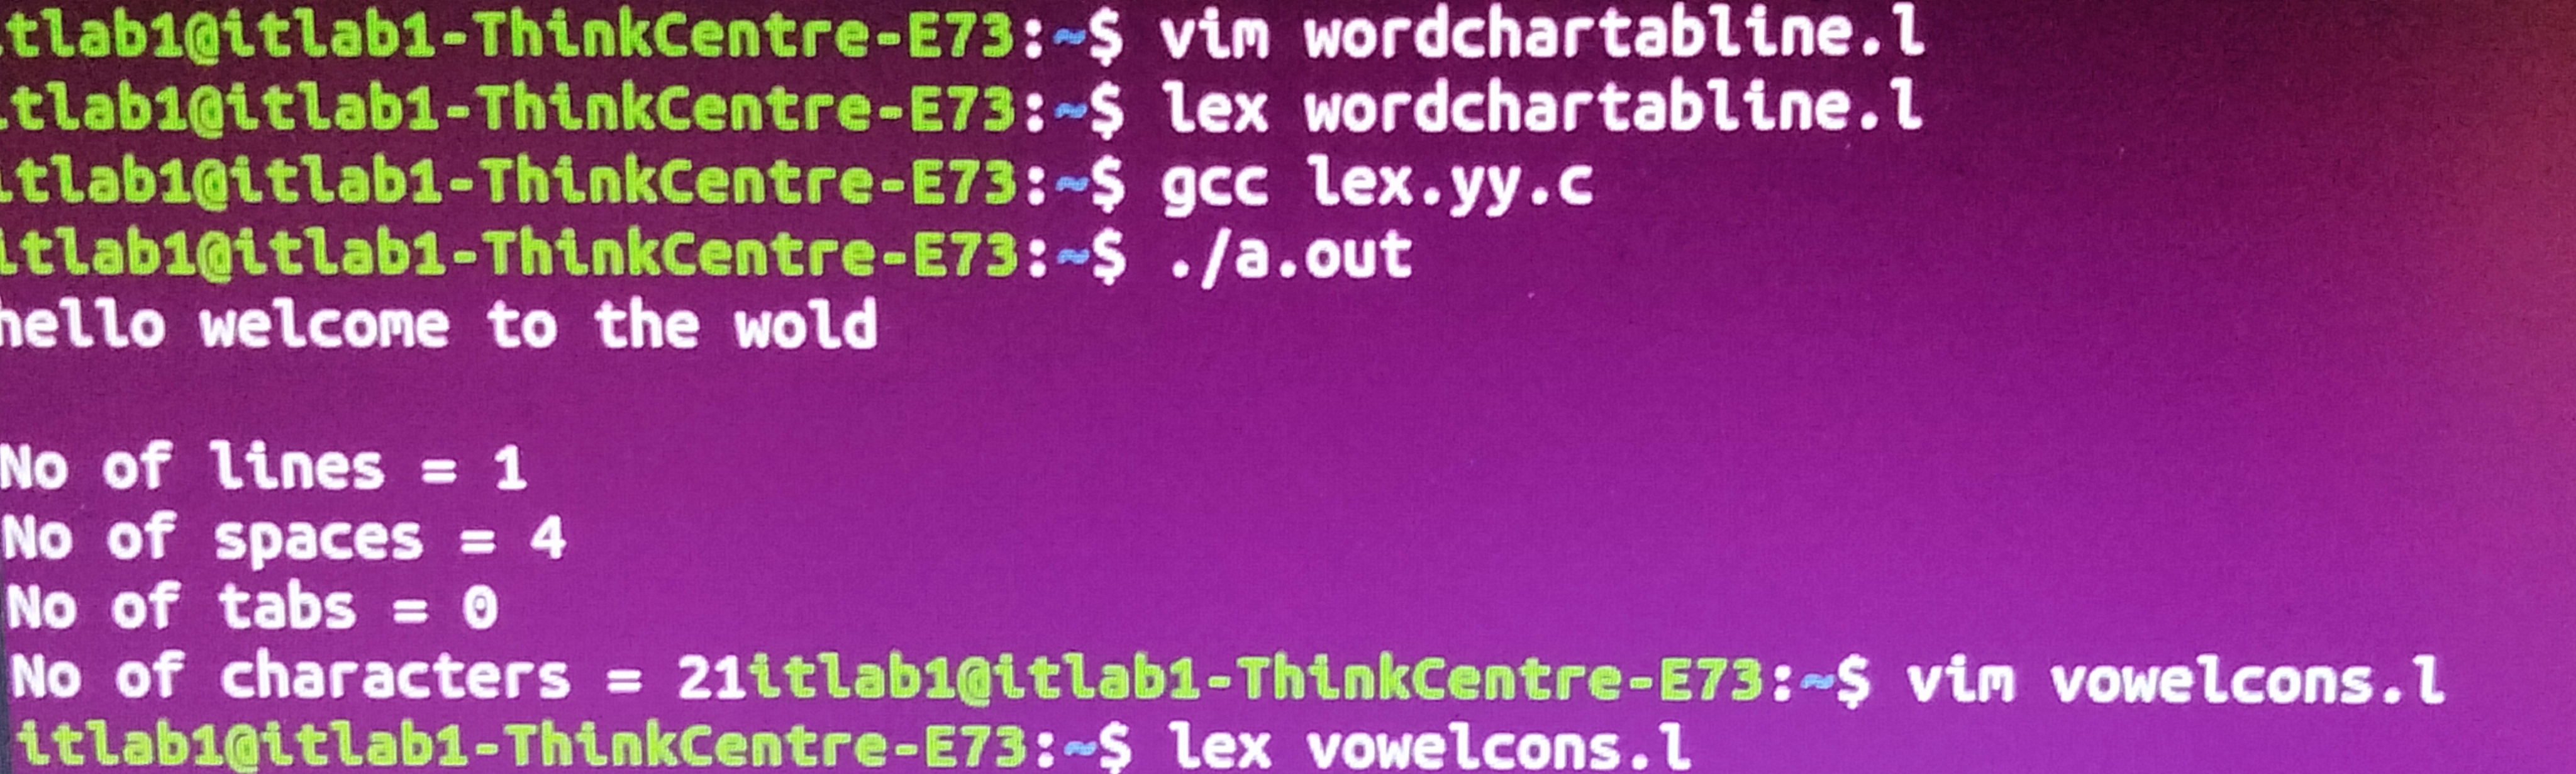 itlab1@itlab1-ThinkCentre-E73:~$ vim wordchartabline.l
itlab1@itlab1-ThinkCentre-E73:~$ lex wordchartabline.l
itlab1@itlab1-ThinkCentre-E73:~$ gcc lex.yy.c
itlab1@itlab1-ThinkCentre-E73:~$ ./a.out
hello welcome to the wold
No of lines = 1
No of spaces = 4
No of tabs = 0
No of characters = 21itlab1@itlab1-ThinkCentre-E73:~$ vim vowelcons.l
itlab1@itlab1-ThinkCentre-E73:~$ lex vowelcons.l